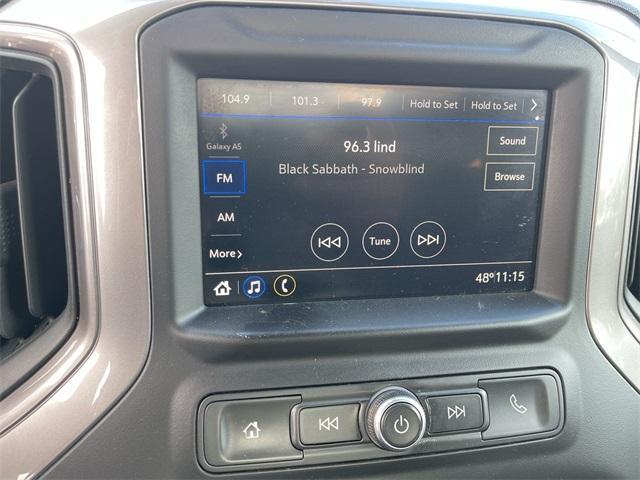 104.9 101.3 97.9 Hold to Set Hold to Set
Galaxy A5
96.3 lind
Sound
Black Sabbath - Snowblind
FM
Browse
AM
Tune
More
48° 11:15